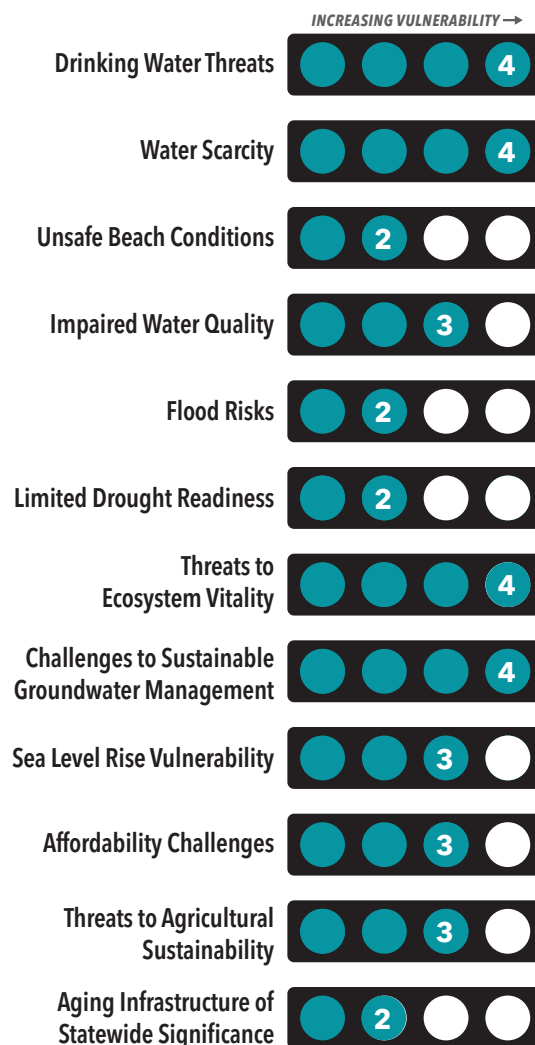 INCREASING VULNERABILITY →
Drinking Water Threats 4
Water Scarcity 4
Unsafe Beach Conditions 2
Impaired Water Quality 3
Flood Risks 2
Limited Drought Readiness 2
Threats to
Ecosystem Vitality 4
Challenges to Sustainable
Groundwater Management 4
Sea Level Rise Vulnerability 3
Affordability Challenges 3
Threats to Agricultural
Sustainability 3
Aging Infrastructure of
Statewide Significance 2